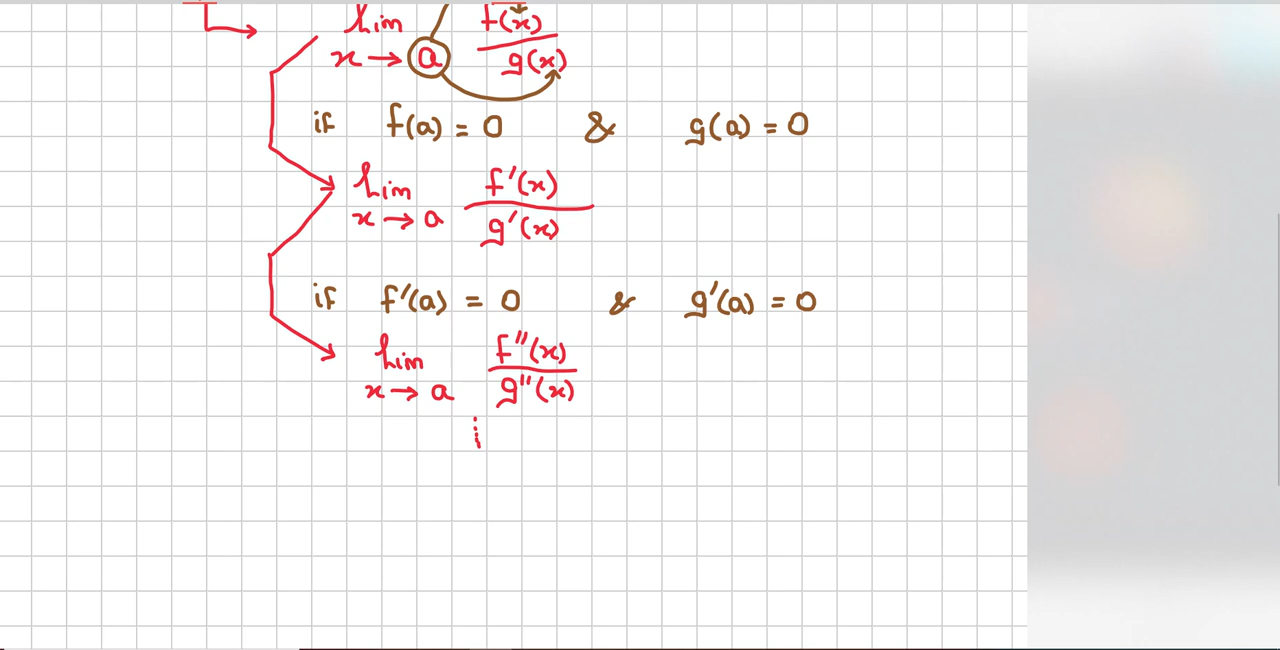 lim f(x)
x → a g(x)
if f(a) = 0 & g(a) = 0
lim f'(x)
x → a g'(x)
if f'(a) = 0 & g'(a) = 0
lim f''(x)
x → a g''(x)